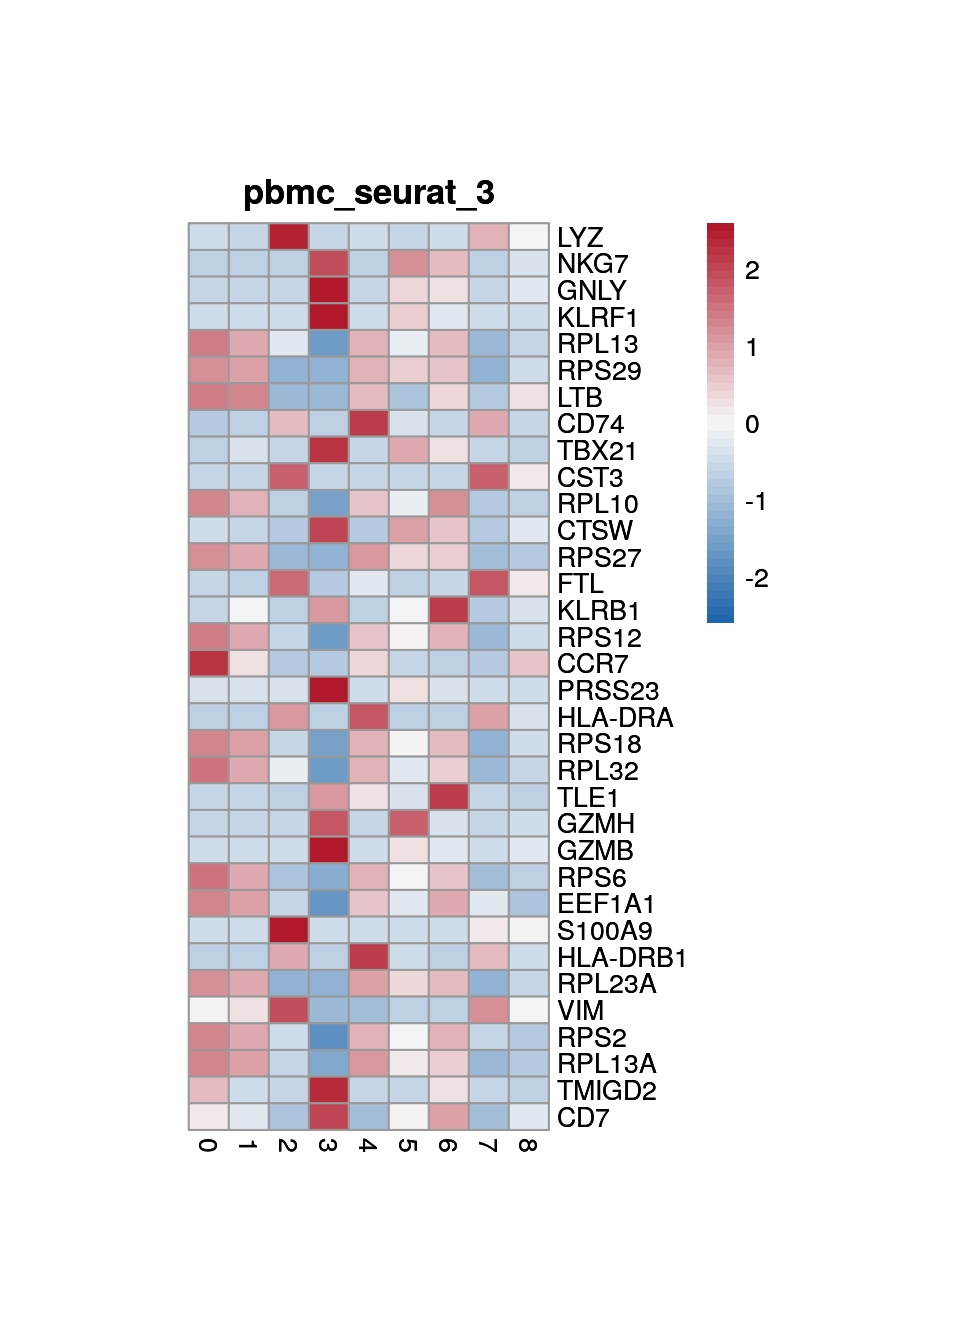 pbmc_seurat_3
LYZ
NKG7
GNLY
KLRF1
RPL13
RPS29
LTB
CD74
TBX21
CST3
RPL10
CTSW
RPS27
FTL
KLRB1
RPS12
CCR7
PRSS23
HLA-DRA
RPS18
RPL32
TLE1
GZMH
GZMB
RPS6
EEF1A1
S100A9
HLA-DRB1
RPL23A
VIM
RPS2
RPL13A
TMIGD2
CD7
0 1 2 3 4 5 6 7 8
2
1
0
-1
-2